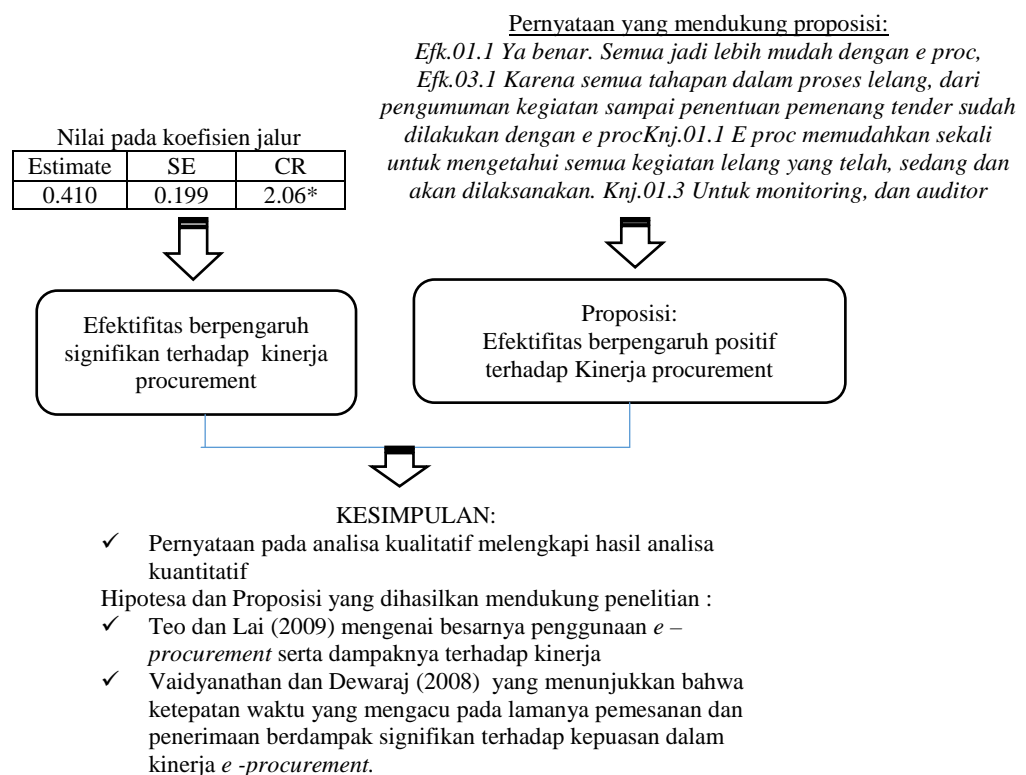 Pernyataan yang mendukung proposisi:
Efk.01.1 Ya benar. Semua jadi lebih mudah dengan e proc,
Efk.03.1 Karena semua tahapan dalam proses lelang, dari
pengumuman kegiatan sampai penentuan pemenang tender sudah
dilakukan dengan e procKnj.01.1 E proc memudahkan sekali
untuk mengetahui semua kegiatan lelang yang telah, sedang dan
akan dilaksanakan. Knj.01.3 Untuk monitoring, dan auditor
Nilai pada koefisien jalur
Estimate SE CR
0.410 0.199 2.06*
Efektifitas berpengaruh
signifikan terhadap kinerja
procurement
Proposisi:
Efektifitas berpengaruh positif
terhadap Kinerja procurement
KESIMPULAN:
✓ Pernyataan pada analisa kualitatif melengkapi hasil analisa
kuantitatif
Hipotesa dan Proposisi yang dihasilkan mendukung penelitian :
✓ Teo dan Lai (2009) mengenai besarnya penggunaan e –
procurement serta dampaknya terhadap kinerja
✓ Vaidyanathan dan Dewaraj (2008) yang menunjukkan bahwa
ketepatan waktu yang mengacu pada lamanya pemesanan dan
penerimaan berdampak signifikan terhadap kepuasan dalam
kinerja e -procurement.